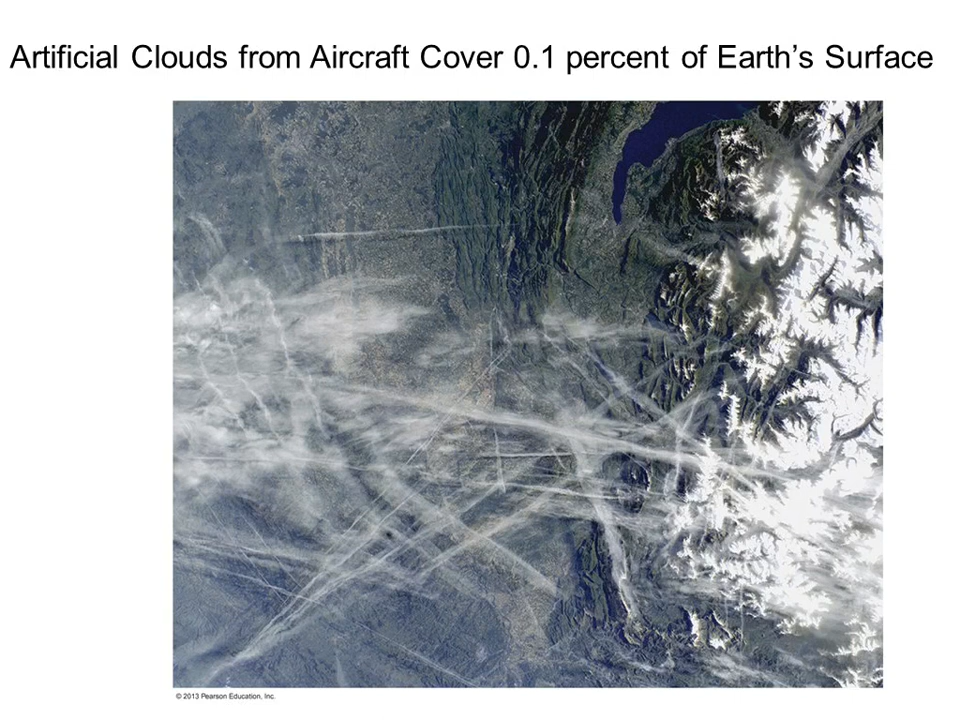 Artificial Clouds from Aircraft Cover 0.1 percent of Earth’s Surface
© 2013 Pearson Education, Inc.